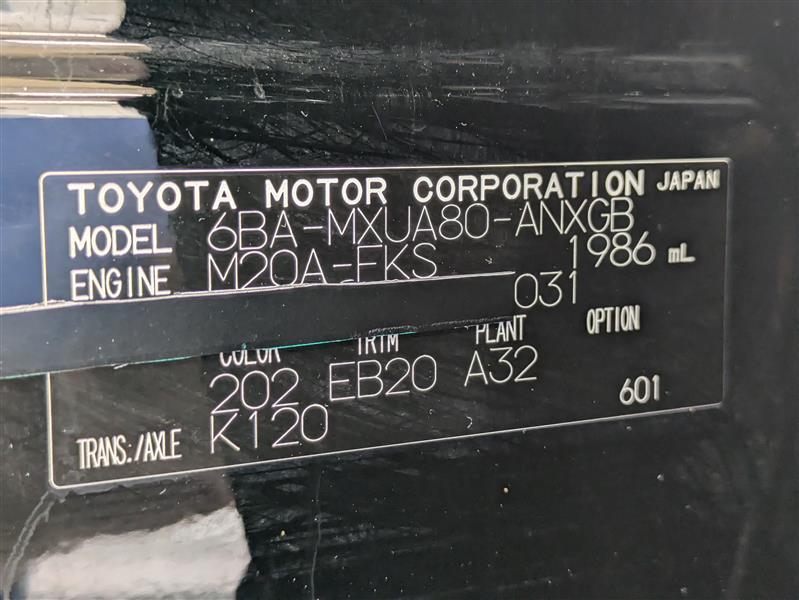 TOYOTA MOTOR CORPORATION JAPAN
MODEL 6BA-MXUA80-ANXGB
ENGINE M20A-FKS 1986 mL
031
COLOR TRIM PLANT OPTION
202 EB20 A32
601
TRANS./AXLE K120